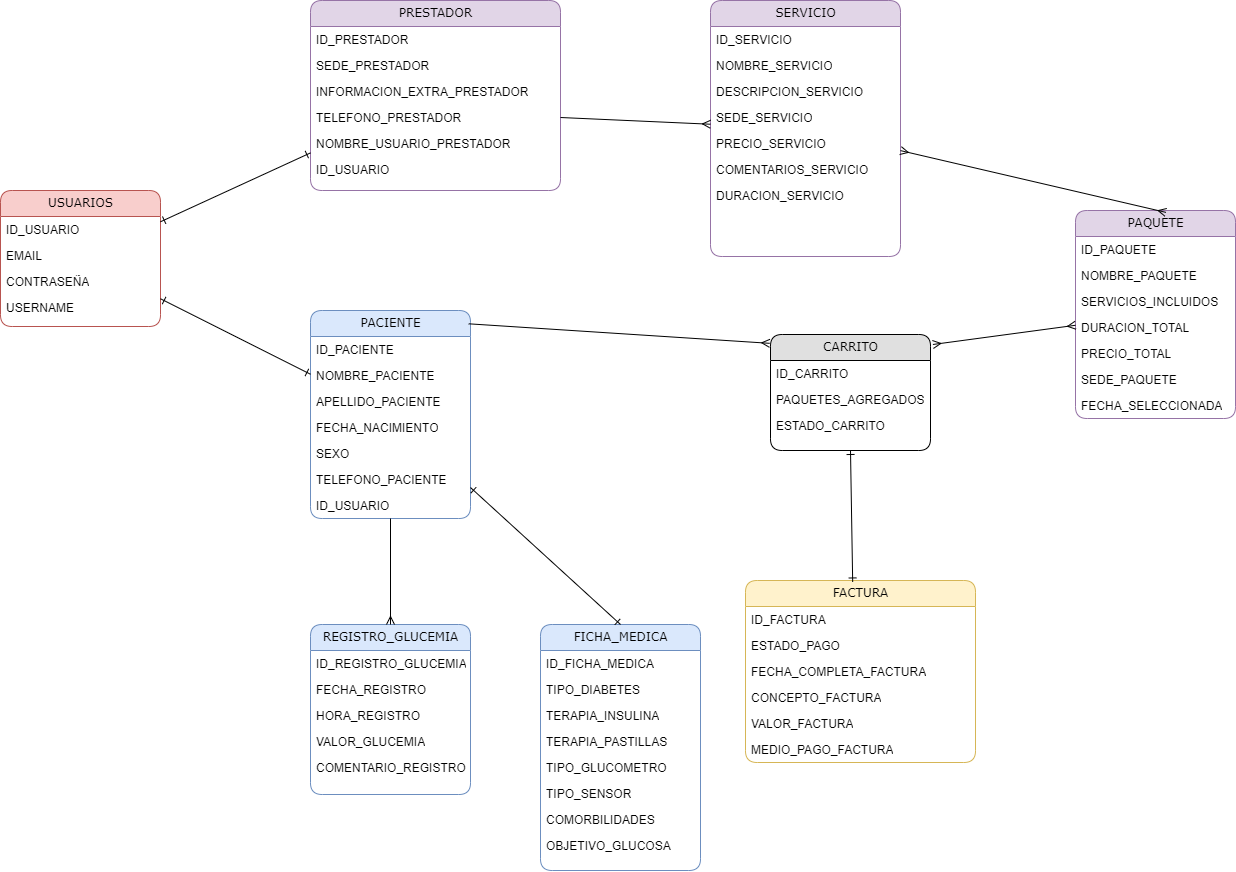 PRESTADOR
ID_PRESTADOR
SEDE_PRESTADOR
INFORMACION_EXTRA_PRESTADOR
TELEFONO_PRESTADOR
NOMBRE_USUARIO_PRESTADOR
ID_USUARIO
SERVICIO
ID_SERVICIO
NOMBRE_SERVICIO
DESCRIPCION_SERVICIO
SEDE_SERVICIO
PRECIO_SERVICIO
COMENTARIOS_SERVICIO
DURACION_SERVICIO
USUARIOS
ID_USUARIO
EMAIL
CONTRASEÑA
USERNAME
PAQUETE
ID_PAQUETE
NOMBRE_PAQUETE
SERVICIOS_INCLUIDOS
DURACION_TOTAL
PRECIO_TOTAL
SEDE_PAQUETE
FECHA_SELECCIONADA
PACIENTE
ID_PACIENTE
NOMBRE_PACIENTE
APELLIDO_PACIENTE
FECHA_NACIMIENTO
SEXO
TELEFONO_PACIENTE
ID_USUARIO
CARRITO
ID_CARRITO
PAQUETES_AGREGADOS
ESTADO_CARRITO
REGISTRO_GLUCEMIA
ID_REGISTRO_GLUCEMIA
FECHA_REGISTRO
HORA_REGISTRO
VALOR_GLUCEMIA
COMENTARIO_REGISTRO
FICHA_MEDICA
ID_FICHA_MEDICA
TIPO_DIABETES
TERAPIA_INSULINA
TERAPIA_PASTILLAS
TIPO_GLUCOMETRO
TIPO_SENSOR
COMORBILIDADES
OBJETIVO_GLUCOSA
FACTURA
ID_FACTURA
ESTADO_PAGO
FECHA_COMPLETA_FACTURA
CONCEPTO_FACTURA
VALOR_FACTURA
MEDIO_PAGO_FACTURA